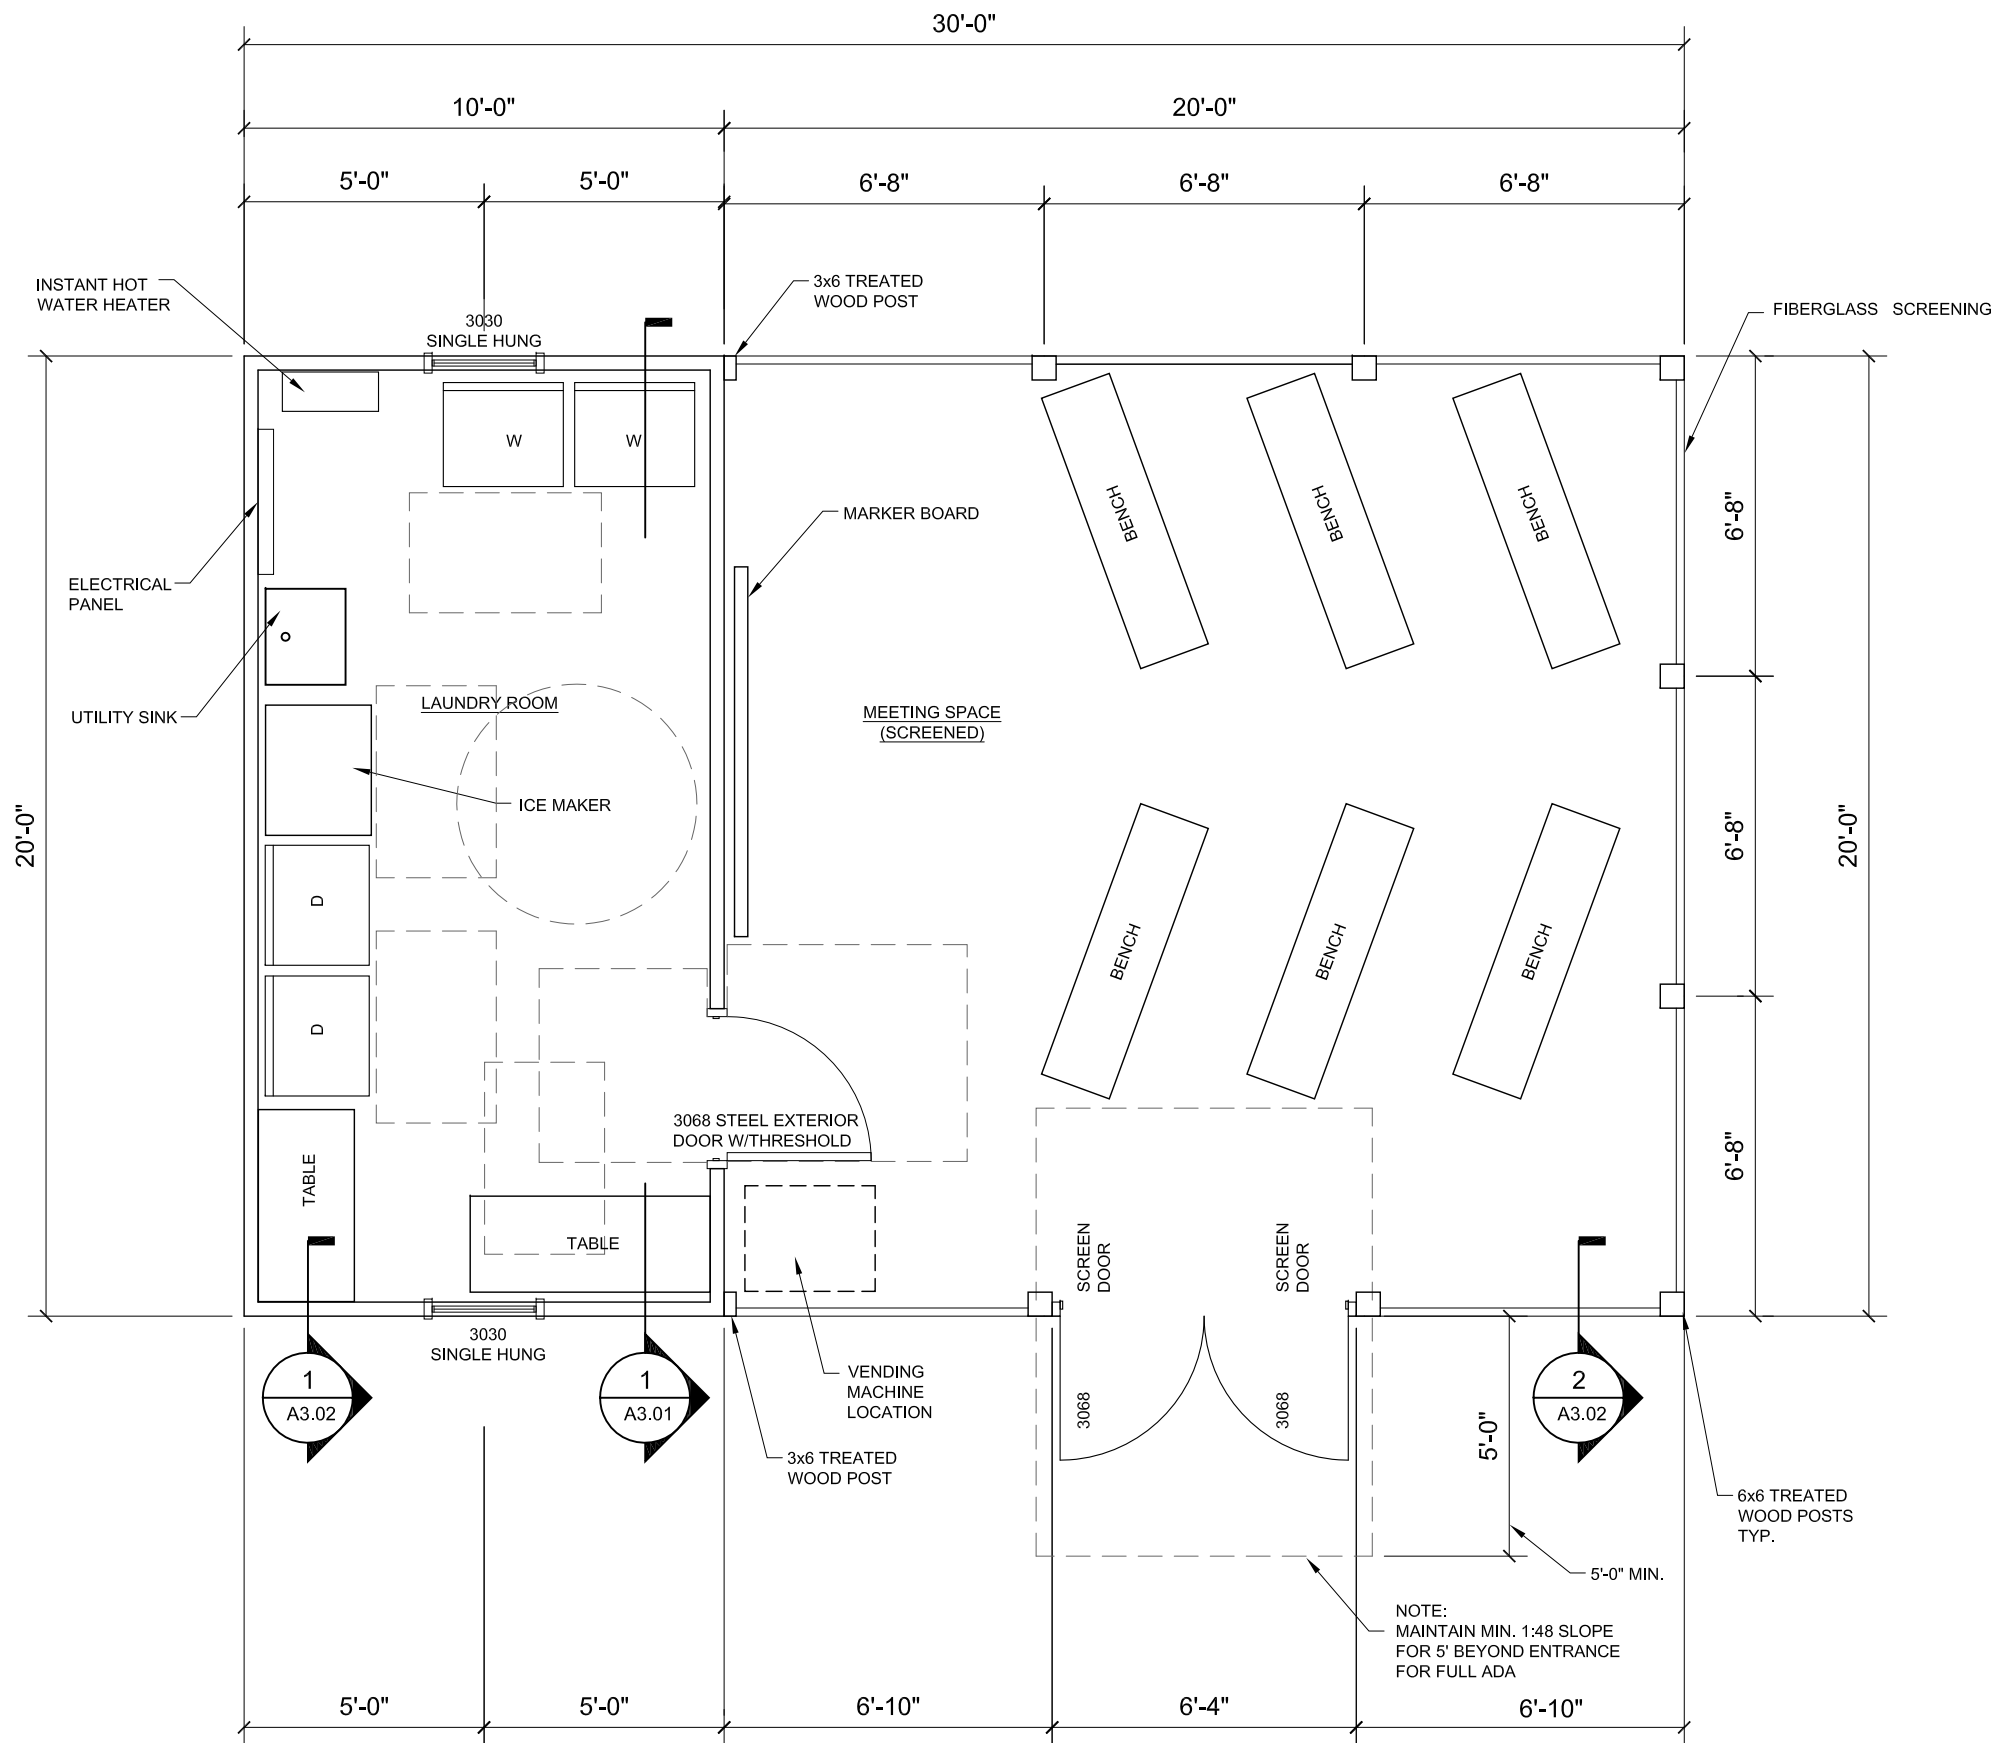 30'-0"
10'-0"
20'-0"
5'-0"
5'-0"
6'-8"
6'-8"
6'-8"
INSTANT HOT
WATER HEATER
3030
SINGLE HUNG
3x6 TREATED
WOOD POST
FIBERGLASS SCREENING
W
W
BENCH
BENCH
BENCH
6'-8"
MARKER BOARD
ELECTRICAL
PANEL
UTILITY SINK
LAUNDRY ROOM
MEETING SPACE
(SCREENED)
ICE MAKER
20'-0"
6'-8"
20'-0"
D
D
BENCH
BENCH
BENCH
3068 STEEL EXTERIOR
DOOR W/THRESHOLD
6'-8"
TABLE
TABLE
SCREEN
DOOR
SCREEN
DOOR
3030
SINGLE HUNG
1
A3.02
1
A3.01
VENDING
MACHINE
LOCATION
3068
3068
2
A3.02
5'-0"
3x6 TREATED
WOOD POST
6x6 TREATED
WOOD POSTS
TYP.
5'-0" MIN.
NOTE:
MAINTAIN MIN. 1:48 SLOPE
FOR 5' BEYOND ENTRANCE
FOR FULL ADA
5'-0"
5'-0"
6'-10"
6'-4"
6'-10"